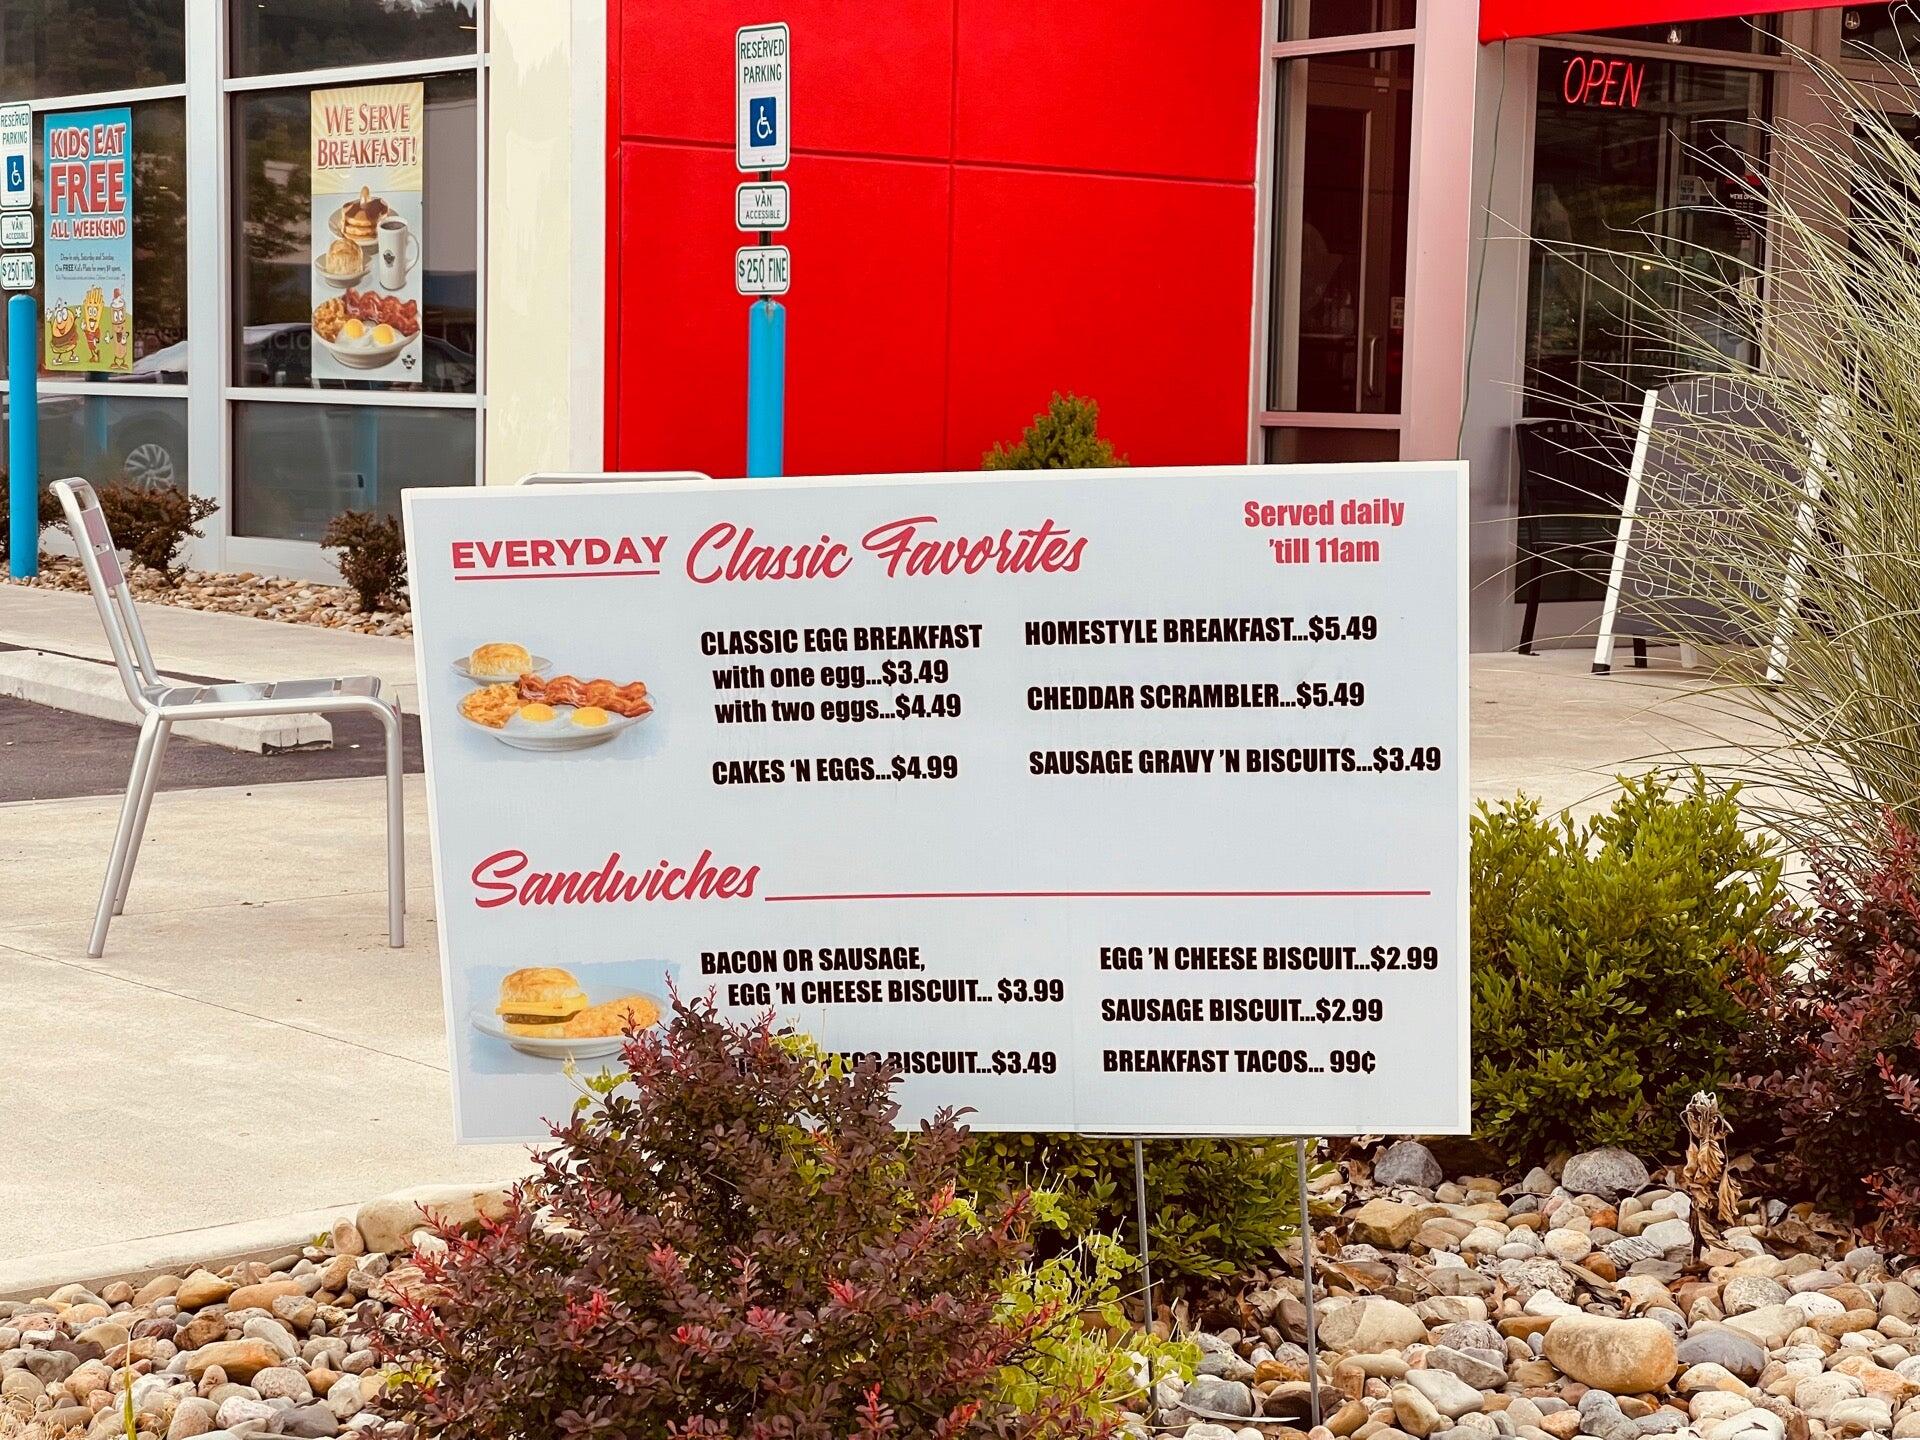 RESERVED
PARKING
VAN
ACCESSIBLE
$250 FINE
KIDS EAT
FREE
ALL WEEKEND
WE SERVE
BREAKFAST!
RESERVED
PARKING
VAN
ACCESSIBLE
$250 FINE
OPEN
EVERYDAY Classic Favorites
Served daily
'till 11am
CLASSIC EGG BREAKFAST
with one egg...$3.49
with two eggs...$4.49
CAKES 'N EGGS...$4.99
HOMESTYLE BREAKFAST...$5.49
CHEDDAR SCRAMBLER...$5.49
SAUSAGE GRAVY 'N BISCUITS...$3.49
Sandwiches
BACON OR SAUSAGE,
EGG 'N CHEESE BISCUIT... $3.99
BISCUIT...$3.49
EGG 'N CHEESE BISCUIT...$2.99
SAUSAGE BISCUIT...$2.99
BREAKFAST TACOS... 99¢